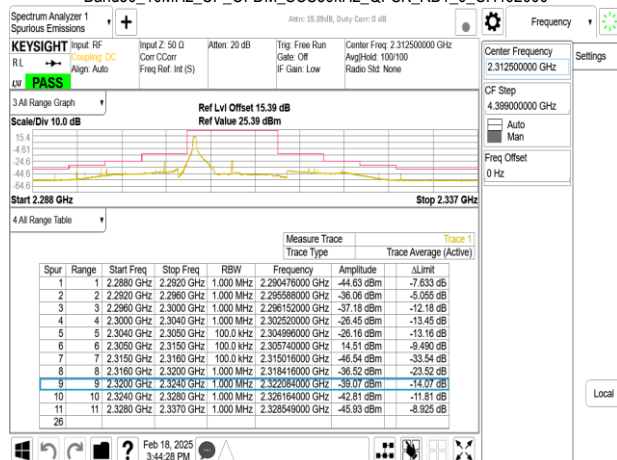 Spectrum Analyzer 1
Spurious Emissions
Attn: 15.39dB, Duty Corr: 0 dB
Frequency
KEYSIGHT Input: RF Input Z: 50 Ω Atten: 20 dB Trig: Free Run Center Freq: 2.312500000 GHz
RL Coupling: DC Corr CCorr Gate: Off Avg|Hold: 100/100
Align: Auto Freq Ref: Int (S) IF Gain: Low Radio Std: None
PASS
Center Frequency
2.312500000 GHz
Settings
CF Step
4.399000000 GHz
Auto
Man
Freq Offset
0 Hz
3 All Range Graph
Scale/Div 10.0 dB
Ref Lvl Offset 15.39 dB
Ref Value 25.39 dBm
15.4
-4.61
-24.6
-44.6
-64.6
Start 2.288 GHz Stop 2.337 GHz
4 All Range Table
Measure Trace Trace 1
Trace Type Trace Average (Active)
Spur Range Start Freq Stop Freq RBW Frequency Amplitude ΔLimit
1 1 2.2880 GHz 2.2920 GHz 1.000 MHz 2.290476000 GHz -44.63 dBm -7.633 dB
2 2 2.2920 GHz 2.2960 GHz 1.000 MHz 2.295588000 GHz -36.06 dBm -5.055 dB
3 3 2.2960 GHz 2.3000 GHz 1.000 MHz 2.296152000 GHz -37.18 dBm -12.18 dB
4 4 2.3000 GHz 2.3040 GHz 1.000 MHz 2.302520000 GHz -26.45 dBm -13.45 dB
5 5 2.3040 GHz 2.3050 GHz 100.0 kHz 2.304996000 GHz -26.16 dBm -13.16 dB
6 6 2.3050 GHz 2.3150 GHz 100.0 kHz 2.305740000 GHz 14.51 dBm -9.490 dB
7 7 2.3150 GHz 2.3160 GHz 100.0 kHz 2.315016000 GHz -46.54 dBm -33.54 dB
8 8 2.3160 GHz 2.3200 GHz 1.000 MHz 2.318416000 GHz -36.52 dBm -23.52 dB
9 9 2.3200 GHz 2.3240 GHz 1.000 MHz 2.322084000 GHz -39.07 dBm -14.07 dB
10 10 2.3240 GHz 2.3280 GHz 1.000 MHz 2.326164000 GHz -42.81 dBm -11.81 dB
11 11 2.3280 GHz 2.3370 GHz 1.000 MHz 2.328549000 GHz -45.93 dBm -8.925 dB
26
Local
Feb 18, 2025
3:44:28 PM